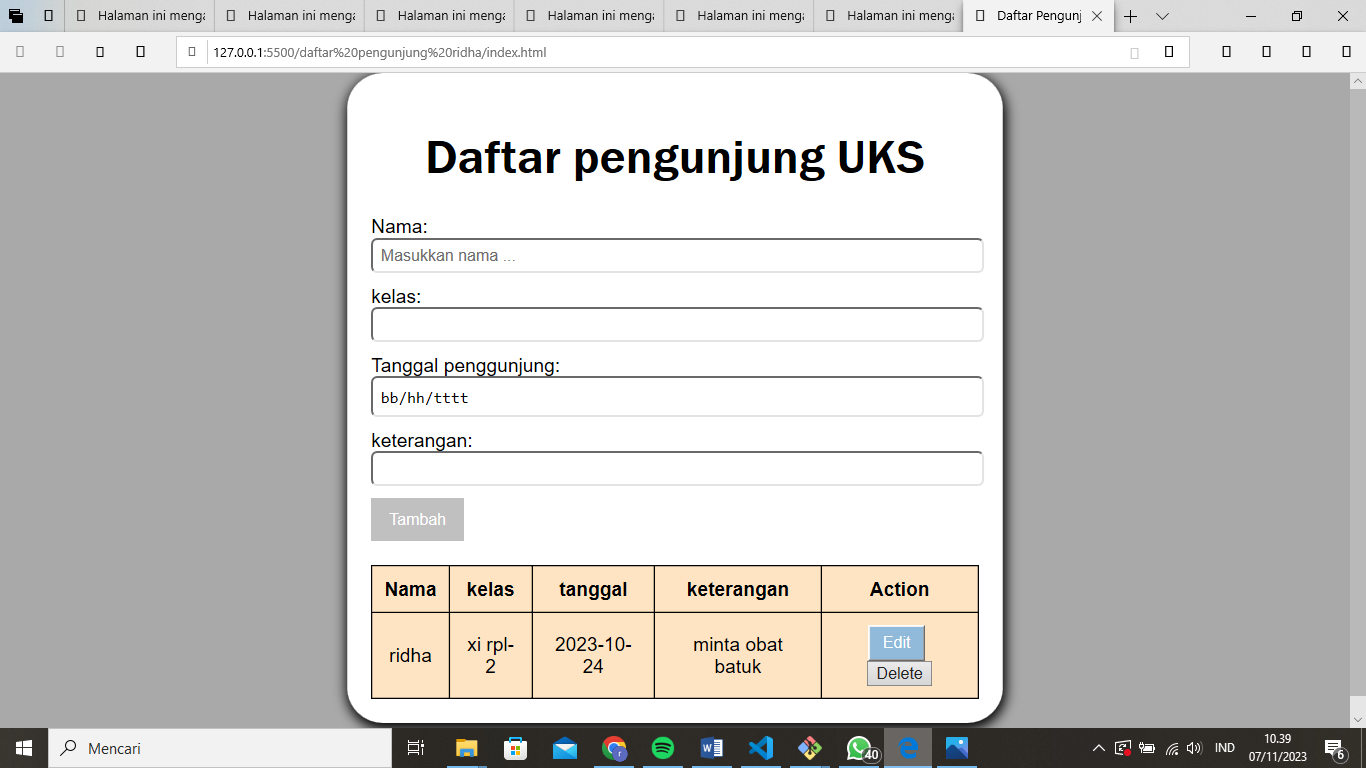 Halaman ini menga
Halaman ini menga
Halaman ini menga
Halaman ini menga
Halaman ini menga
Halaman ini menga
Daftar Pengunj
127.0.0.1:5500/daftar%20pengunjung%20ridha/index.html
Daftar pengunjung UKS
Nama:
Masukkan nama ...
kelas:
Tanggal penggunjung:
bb/hh/tttt
keterangan:
Tambah
Nama kelas tanggal keterangan Action
ridha xi rpl-2 2023-10-24 minta obat batuk Edit Delete
Mencari
40
IND
10.39
07/11/2023
6